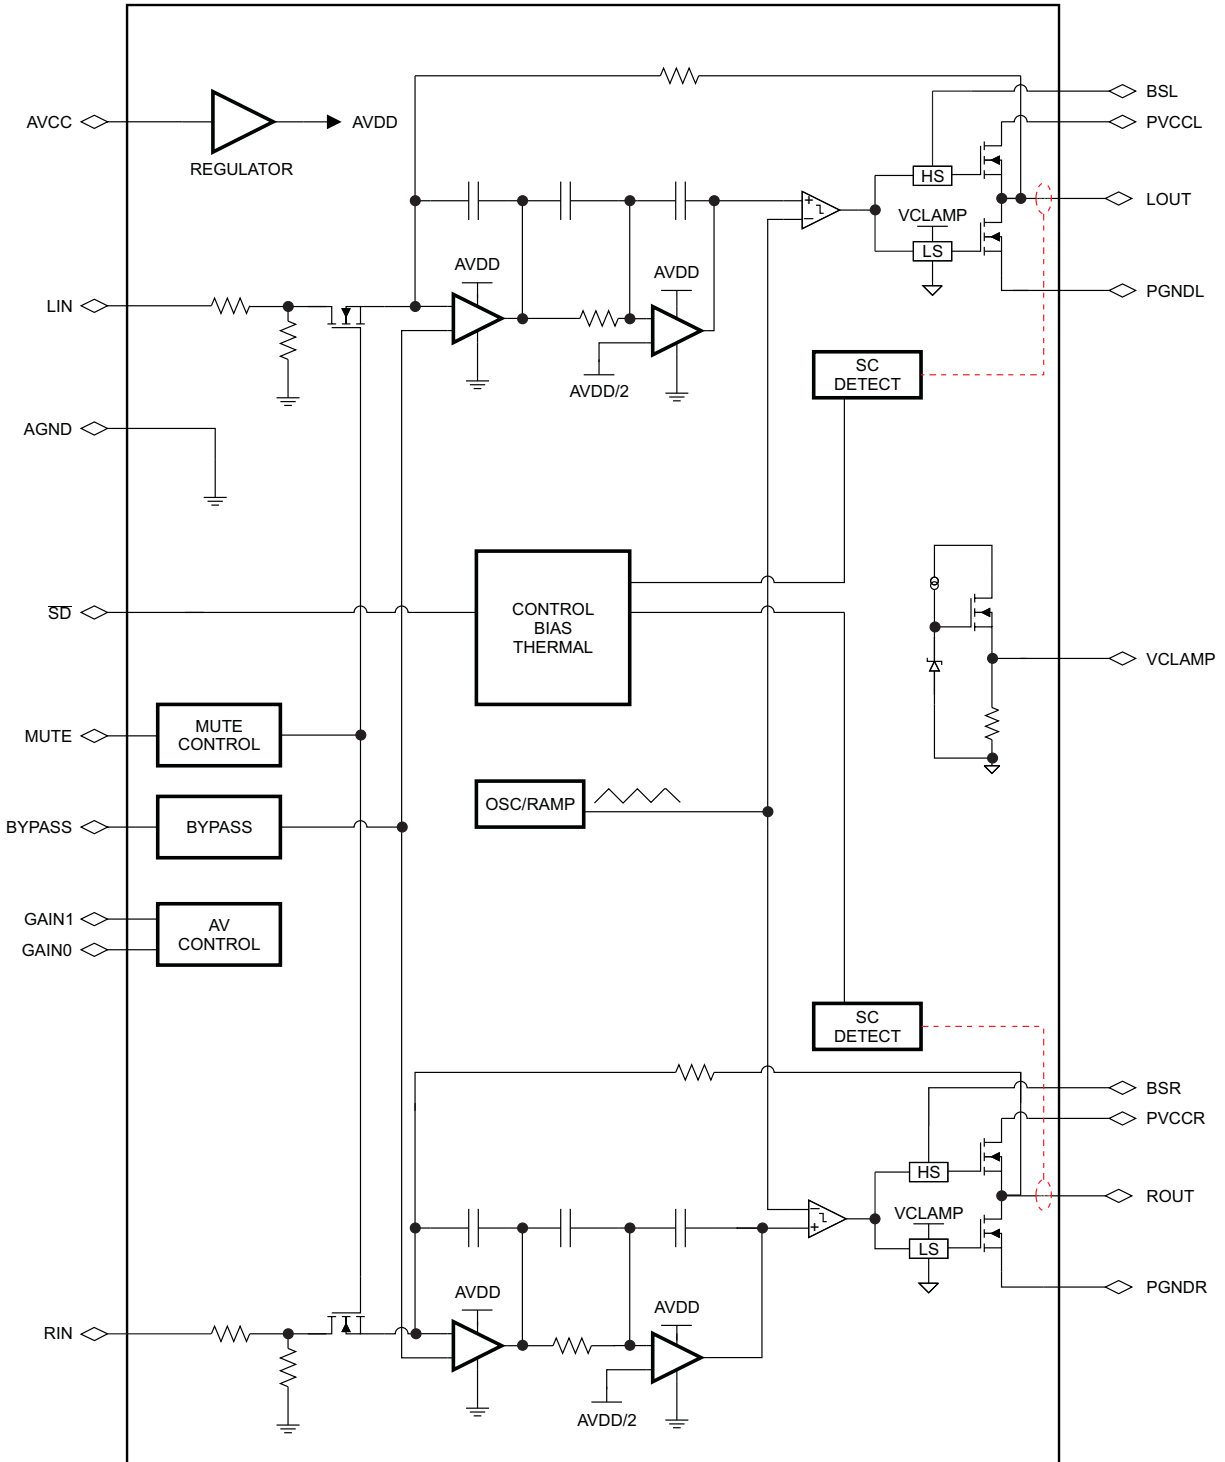 BSL
AVCC
AVDD
PVCCL
REGULATOR
HS
LOUT
VCLAMP
LS
AVDD
AVDD
LIN
PGNDL
SC
DETECT
AVDD/2
AGND
CONTROL
BIAS
THERMAL
SD
VCLAMP
MUTE
MUTE
CONTROL
OSC/RAMP
BYPASS
BYPASS
GAIN1
GAIN0
AV
CONTROL
SC
DETECT
BSR
PVCCR
HS
ROUT
VCLAMP
LS
AVDD
AVDD
PGNDR
RIN
AVDD/2